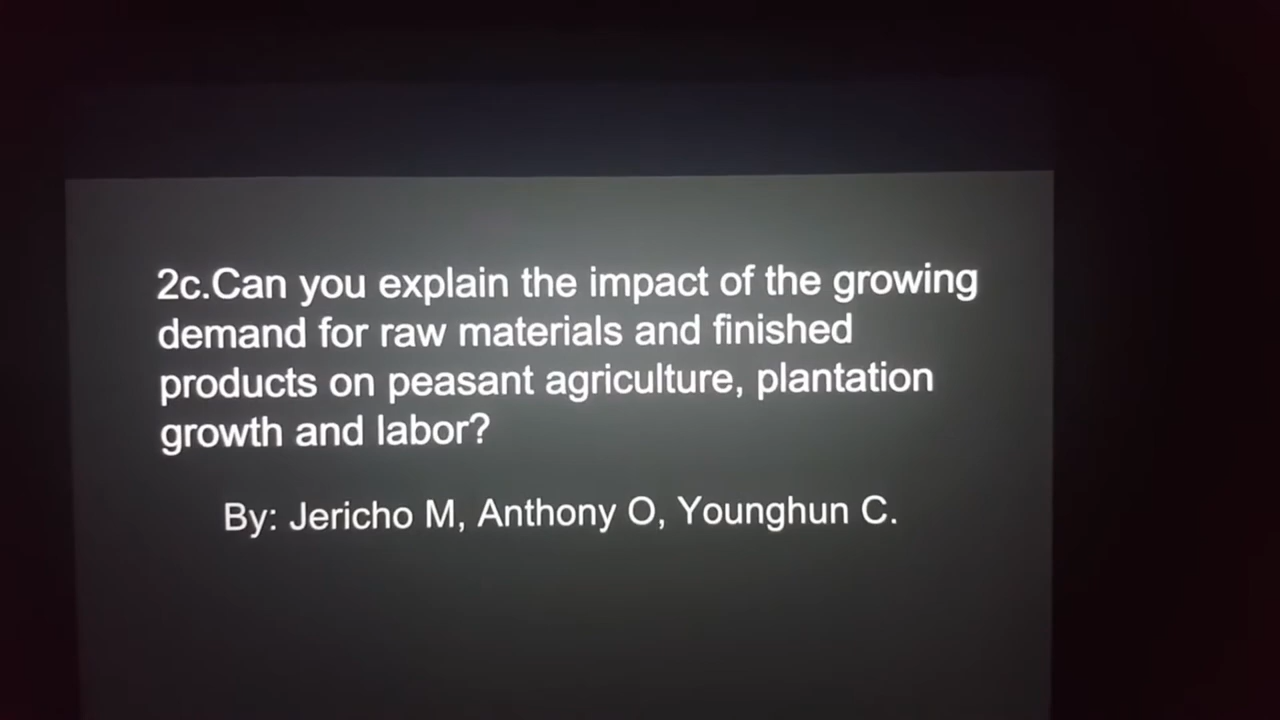 2c.Can you explain the impact of the growing
demand for raw materials and finished
products on peasant agriculture, plantation
growth and labor?
By: Jericho M, Anthony O, Younghun C.